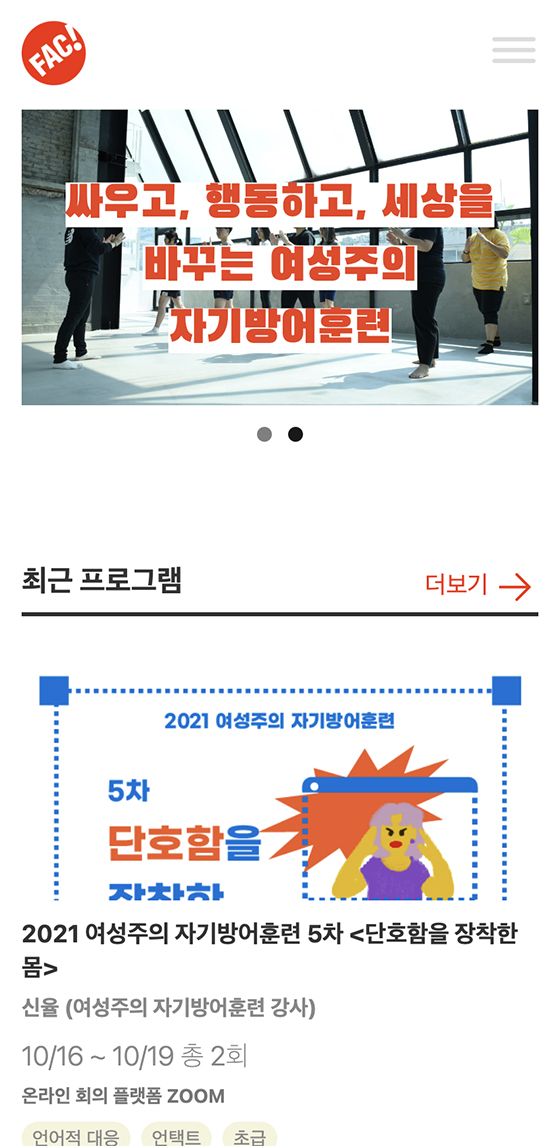 FAC!
싸우고, 행동하고, 세상을
바꾸는 여성주의
자기방어훈련
최근 프로그램
더보기
2021 여성주의 자기방어훈련
5차
단호함을
장착한
2021 여성주의 자기방어훈련 5차 <단호함을 장착한
몸>
신율 (여성주의 자기방어훈련 강사)
10/16 ~ 10/19 총 2회
온라인 회의 플랫폼 ZOOM
언어적 대응 언택트 초급